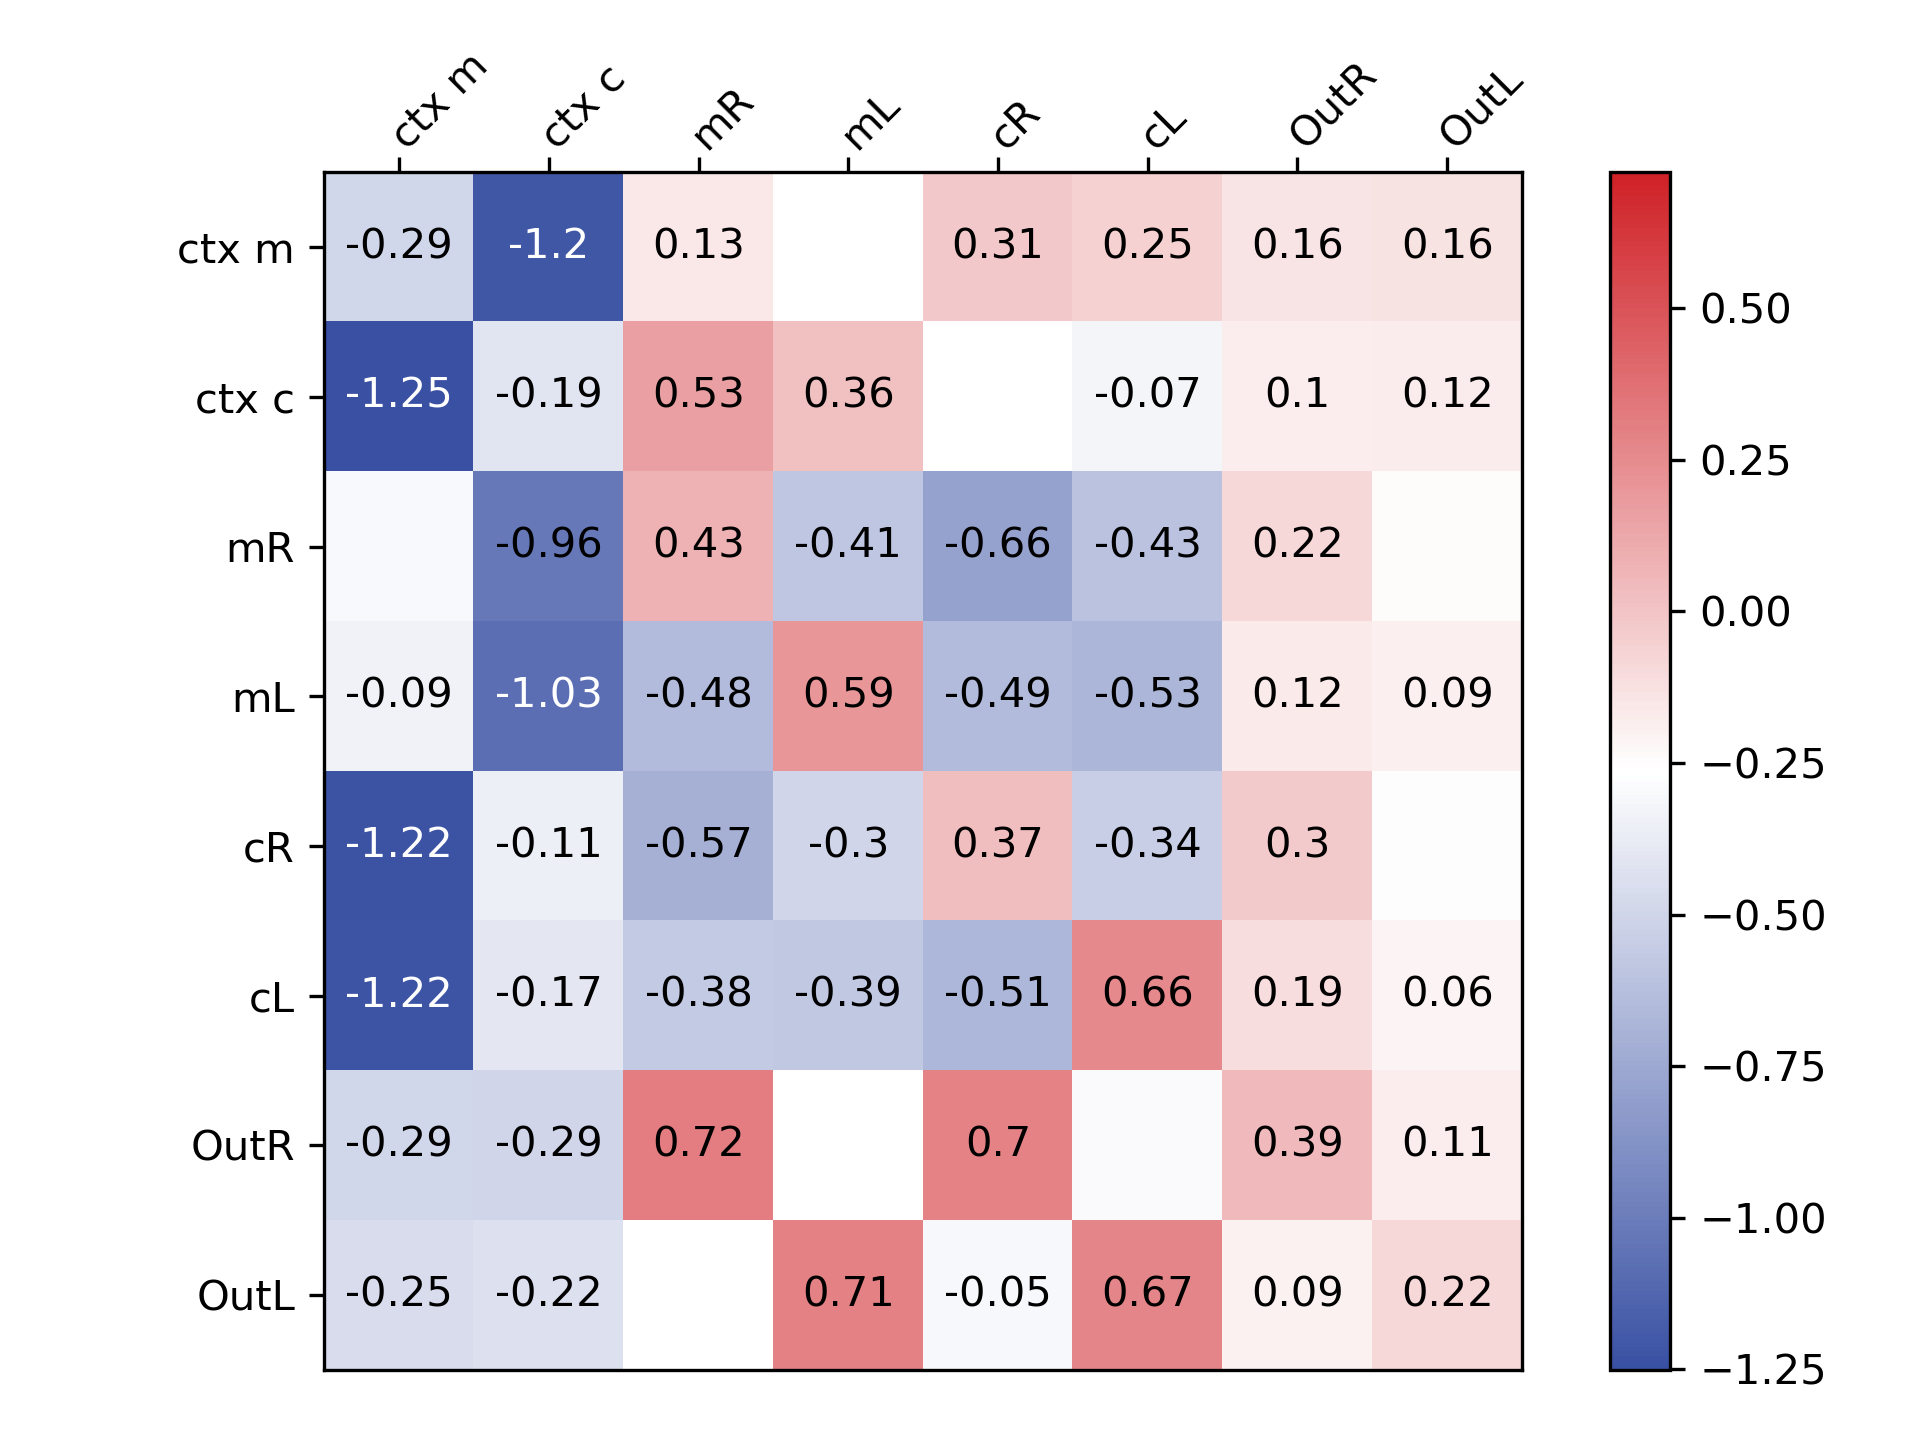 ctx m ctx c mR mL cR cL OutR OutL
ctx m -0.29 -1.2 0.13 0.31 0.25 0.16 0.16
ctx c -1.25 -0.19 0.53 0.36 -0.07 0.1 0.12
mR -0.96 0.43 -0.41 -0.66 -0.43 0.22
mL -0.09 -1.03 -0.48 0.59 -0.49 -0.53 0.12 0.09
cR -1.22 -0.11 -0.57 -0.3 0.37 -0.34 0.3
cL -1.22 -0.17 -0.38 -0.39 -0.51 0.66 0.19 0.06
OutR -0.29 -0.29 0.72 0.7 0.39 0.11
OutL -0.25 -0.22 0.71 -0.05 0.67 0.09 0.22
0.50
0.25
0.00
−0.25
−0.50
−0.75
−1.00
−1.25